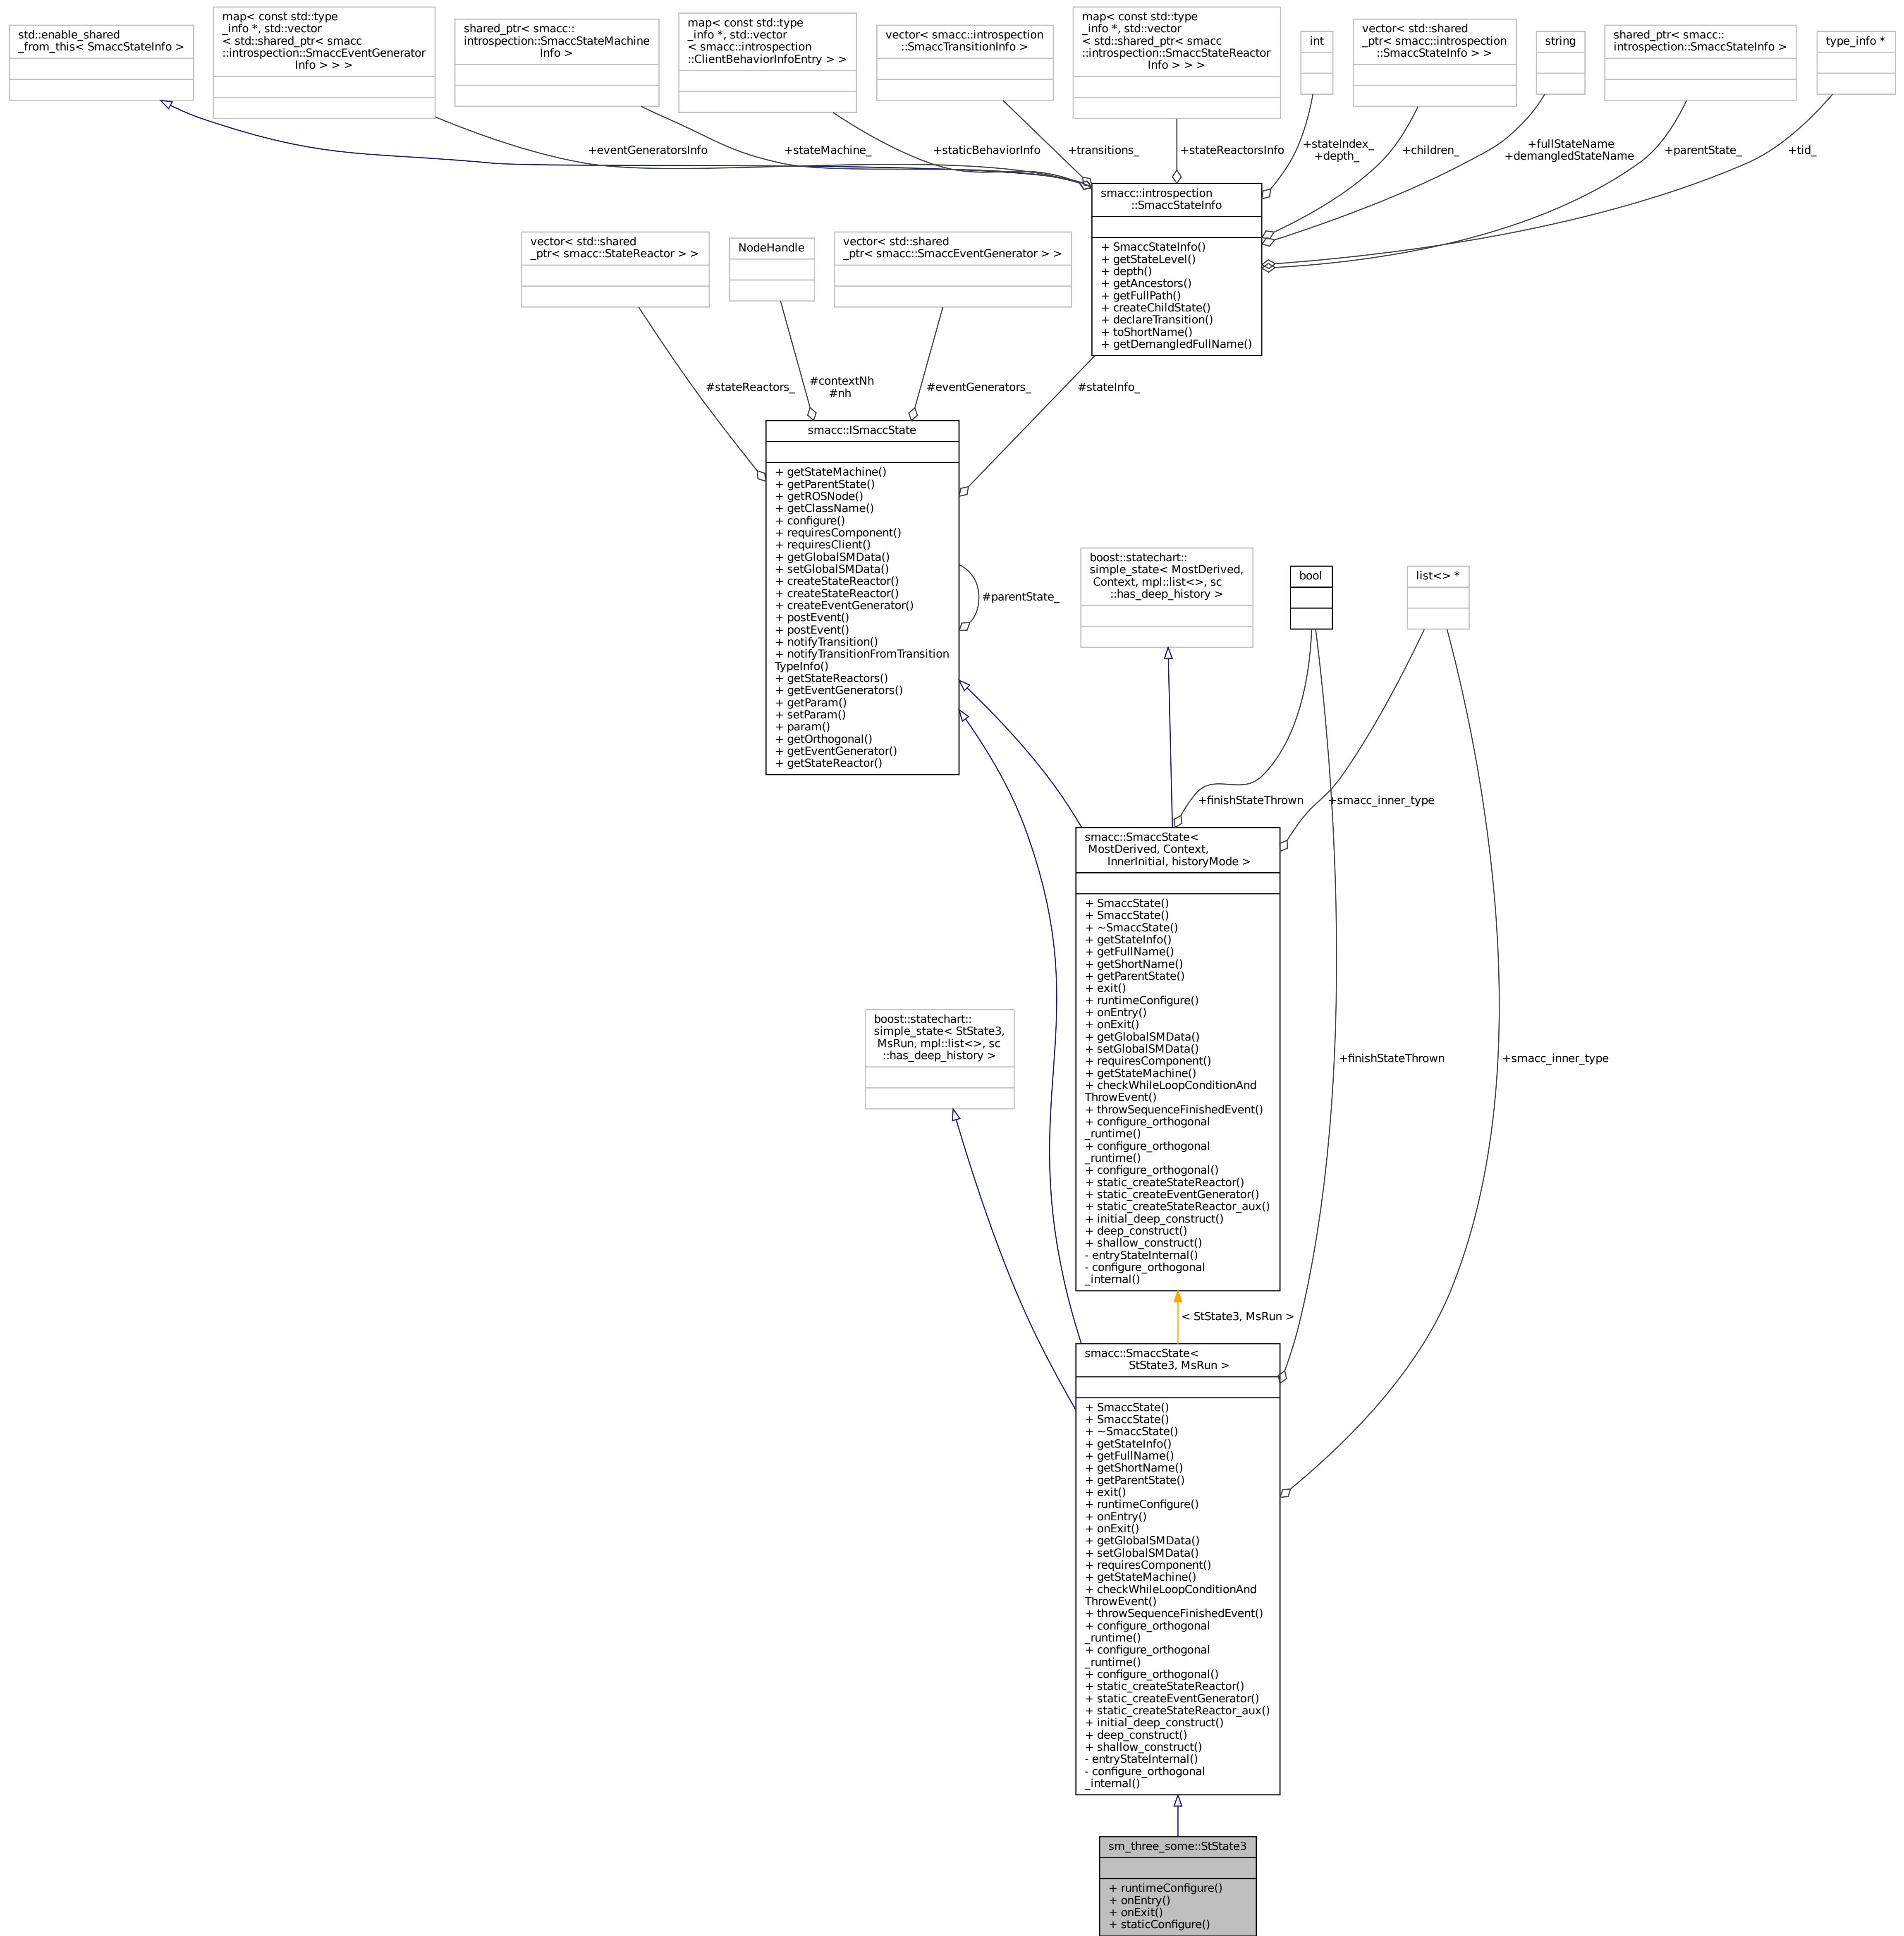 std::enable_shared
_from_this< SmaccStateInfo >
map< const std::type
_info *, std::vector
< std::shared_ptr< smacc
::introspection::SmaccEventGenerator
Info > > >
shared_ptr< smacc::
introspection::SmaccStateMachine
Info >
map< const std::type
_info *, std::vector
< smacc::introspection
::ClientBehaviorInfoEntry > >
vector< smacc::introspection
::SmaccTransitionInfo >
map< const std::type
_info *, std::vector
< std::shared_ptr< smacc
::introspection::SmaccStateReactor
Info > > >
int
vector< std::shared
_ptr< smacc::introspection
::SmaccStateInfo > >
string
shared_ptr< smacc::
introspection::SmaccStateInfo >
type_info *
+eventGeneratorsInfo
+stateMachine_
+staticBehaviorInfo
+transitions_
+stateReactorsInfo
+stateIndex_
+depth_
+children_
+fullStateName
+demangledStateName
+parentState_
+tid_
smacc::introspection
::SmaccStateInfo
+ SmaccStateInfo()
+ getStateLevel()
+ depth()
+ getAncestors()
+ getFullPath()
+ createChildState()
+ declareTransition()
+ toShortName()
+ getDemangledFullName()
vector< std::shared
_ptr< smacc::StateReactor > >
NodeHandle
vector< std::shared
_ptr< smacc::SmaccEventGenerator > >
#stateReactors_
#contextNh
#nh
#eventGenerators_
#stateInfo_
smacc::ISmaccState
+ getStateMachine()
+ getParentState()
+ getROSNode()
+ getClassName()
+ configure()
+ requiresComponent()
+ requiresClient()
+ getGlobalSMData()
+ setGlobalSMData()
+ createStateReactor()
+ createStateReactor()
+ createEventGenerator()
+ postEvent()
+ postEvent()
+ notifyTransition()
+ notifyTransitionFromTransition
TypeInfo()
+ getStateReactors()
+ getEventGenerators()
+ getParam()
+ setParam()
+ param()
+ getOrthogonal()
+ getEventGenerator()
+ getStateReactor()
#parentState_
boost::statechart::
simple_state< MostDerived,
Context, mpl::list<>, sc
::has_deep_history >
bool
list<> *
+finishStateThrown
+smacc_inner_type
smacc::SmaccState<
MostDerived, Context,
InnerInitial, historyMode >
+ SmaccState()
+ SmaccState()
+ ~SmaccState()
+ getStateInfo()
+ getFullName()
+ getShortName()
+ getParentState()
+ exit()
+ runtimeConfigure()
+ onEntry()
+ onExit()
+ getGlobalSMData()
+ setGlobalSMData()
+ requiresComponent()
+ getStateMachine()
+ checkWhileLoopConditionAnd
ThrowEvent()
+ throwSequenceFinishedEvent()
+ configure_orthogonal
_runtime()
+ configure_orthogonal
_runtime()
+ configure_orthogonal()
+ static_createStateReactor()
+ static_createEventGenerator()
+ static_createStateReactor_aux()
+ initial_deep_construct()
+ deep_construct()
+ shallow_construct()
- entryStateInternal()
- configure_orthogonal
_internal()
boost::statechart::
simple_state< StState3,
MsRun, mpl::list<>, sc
::has_deep_history >
+finishStateThrown
+smacc_inner_type
< StState3, MsRun >
smacc::SmaccState<
StState3, MsRun >
+ SmaccState()
+ SmaccState()
+ ~SmaccState()
+ getStateInfo()
+ getFullName()
+ getShortName()
+ getParentState()
+ exit()
+ runtimeConfigure()
+ onEntry()
+ onExit()
+ getGlobalSMData()
+ setGlobalSMData()
+ requiresComponent()
+ getStateMachine()
+ checkWhileLoopConditionAnd
ThrowEvent()
+ throwSequenceFinishedEvent()
+ configure_orthogonal
_runtime()
+ configure_orthogonal
_runtime()
+ configure_orthogonal()
+ static_createStateReactor()
+ static_createEventGenerator()
+ static_createStateReactor_aux()
+ initial_deep_construct()
+ deep_construct()
+ shallow_construct()
- entryStateInternal()
- configure_orthogonal
_internal()
sm_three_some::StState3
+ runtimeConfigure()
+ onEntry()
+ onExit()
+ staticConfigure()